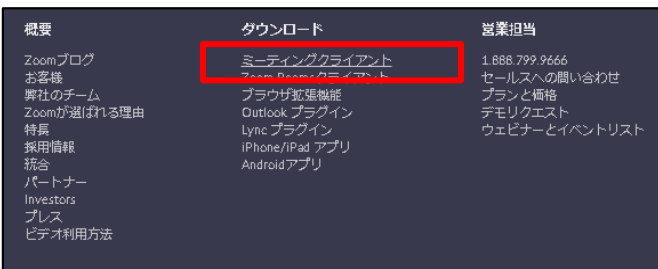 概要
Zoomブログ
お客様
弊社のチーム
Zoomが選ばれる理由
特長
採用情報
統合
パートナー
Investors
プレス
ビデオ利用方法
ダウンロード
ミーティングクライアント
Zoom Roomsクライアント
ブラウザ拡張機能
Outlook プラグイン
Lync プラグイン
iPhone/iPad アプリ
Androidアプリ
営業担当
1.888.799.9666
セールスへの問い合わせ
プランと価格
デモリクエスト
ウェビナーとイベントリスト